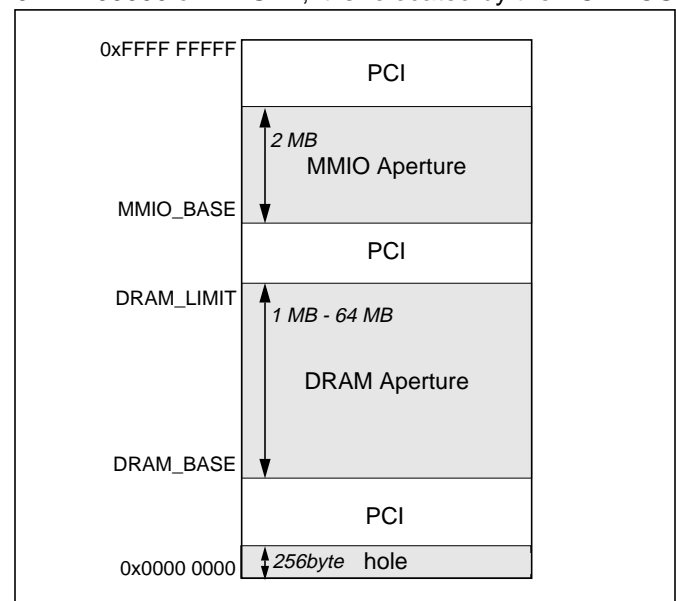 0xFFFF FFFFF
PCI
2 MB
MMIO Aperture
MMIO_BASE
PCI
DRAM_LIMIT
1 MB - 64 MB
DRAM Aperture
DRAM_BASE
PCI
256byte hole
0x0000 0000